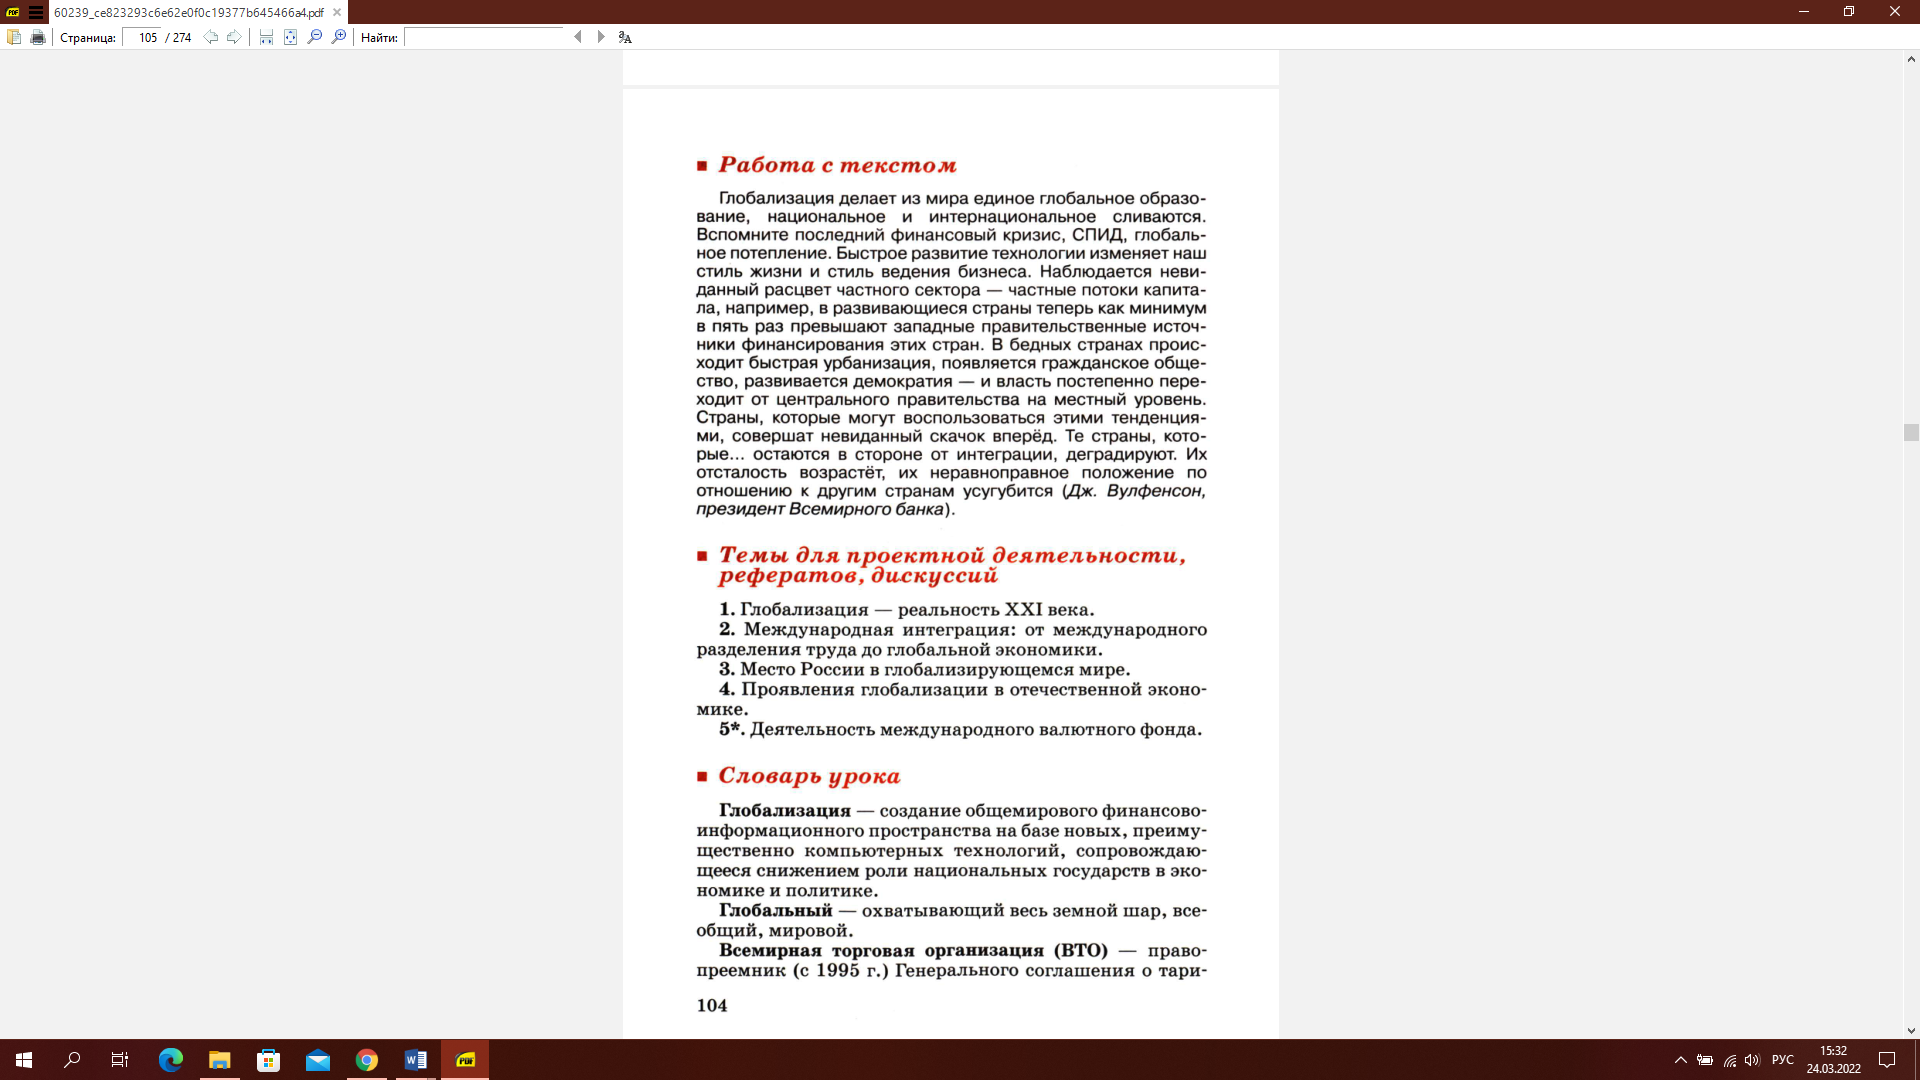 60239_ce823293c6e62e0f0c19377b645466a4.pdf
Страница: 105 / 274 Найти:
Работа с текстом
Глобализация делает из мира единое глобальное образо-
вание, национальное и интернациональное сливаются.
Вспомните последний финансовый кризис, СПИД, глобаль-
ное потепление. Быстрое развитие технологии изменяет наш
стиль жизни и стиль ведения бизнеса. Наблюдается неви-
данный расцвет частного сектора — частные потоки капита-
ла, например, в развивающиеся страны теперь как минимум
в пять раз превышают западные правительственные источ-
ники финансирования этих стран. В бедных странах проис-
ходит быстрая урбанизация, появляется гражданское обще-
ство, развивается демократия — и власть постепенно пере-
ходит от центрального правительства на местный уровень.
Страны, которые могут воспользоваться этими тенденция-
ми, совершат невиданный скачок вперёд. Те страны, кото-
рые... остаются в стороне от интеграции, деградируют. Их
отсталость возрастёт, их неравноправное положение по
отношению к другим странам усугубится (Дж. Вулфенсон,
президент Всемирного банка).
Темы для проектной деятельности,
рефератов, дискуссий
1. Глобализация — реальность XXI века.
2. Международная интеграция: от международного
разделения труда до глобальной экономики.
3. Место России в глобализирующемся мире.
4. Проявления глобализации в отечественной эконо-
мике.
5*. Деятельность международного валютного фонда.
Словарь урока
Глобализация — создание общемирового финансово-
информационного пространства на базе новых, преиму-
щественно компьютерных технологий, сопровождаю-
щееся снижением роли национальных государств в эко-
номике и политике.
Глобальный — охватывающий весь земной шар, все-
общий, мировой.
Всемирная торговая организация (ВТО) — право-
преемник (с 1995 г.) Генерального соглашения о тари-
104
РУС
15:32
24.03.2022